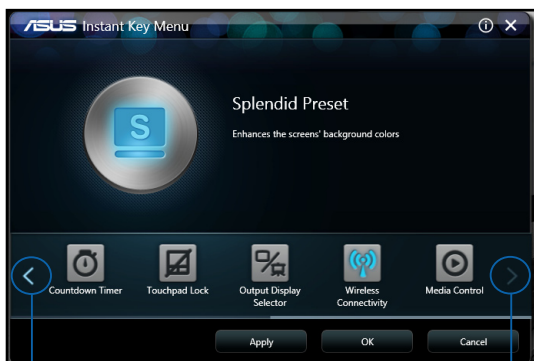 ASUS Instant Key Menu
Splendid Preset
Enhances the screens' background colors
S
Countdown Timer
Touchpad Lock
Output Display
Selector
Wireless
Connectivity
Media Control
Apply
OK
Cancel